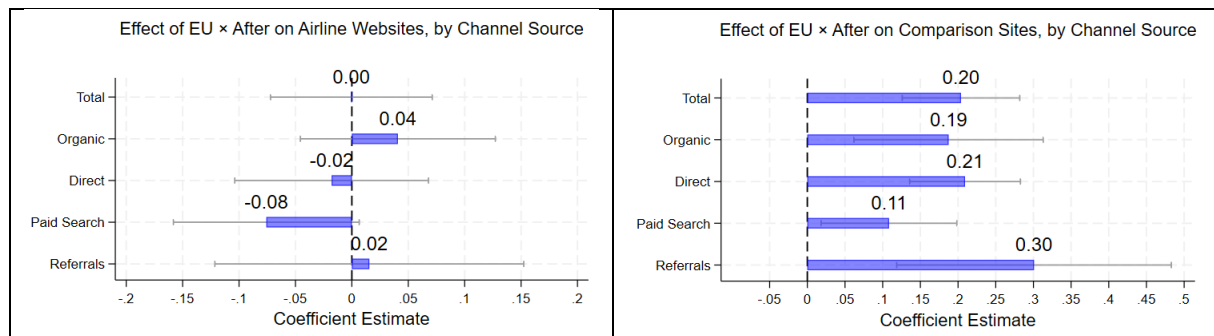 Effect of EU × After on Airline Websites, by Channel Source
0.00
Total
0.04
Organic
-0.02
Direct
-0.08
Paid Search
0.02
Referrals
-.2 -.15 -.1 -.05 0 .05 .1 .15 .2
Coefficient Estimate
Effect of EU × After on Comparison Sites, by Channel Source
0.20
Total
0.19
Organic
0.21
Direct
0.11
Paid Search
0.30
Referrals
-.05 0 .05 .1 .15 .2 .25 .3 .35 .4 .45 .5
Coefficient Estimate